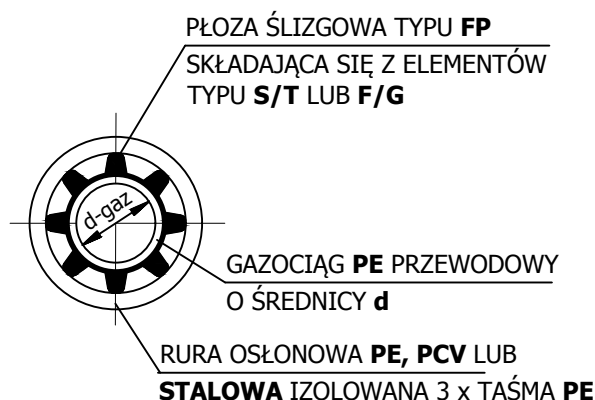 PŁOZA ŚLIZGOWA TYPU FP
SKŁADAJĄCA SIĘ Z ELEMENTÓW
TYPU S/T LUB F/G
d-gaz
GAZOCIĄG PE PRZEWODOWY
O ŚREDNICY d
RURA OSŁONOWA PE, PCV LUB
STALOWA IZOLOWANA 3 x TAŚMA PE